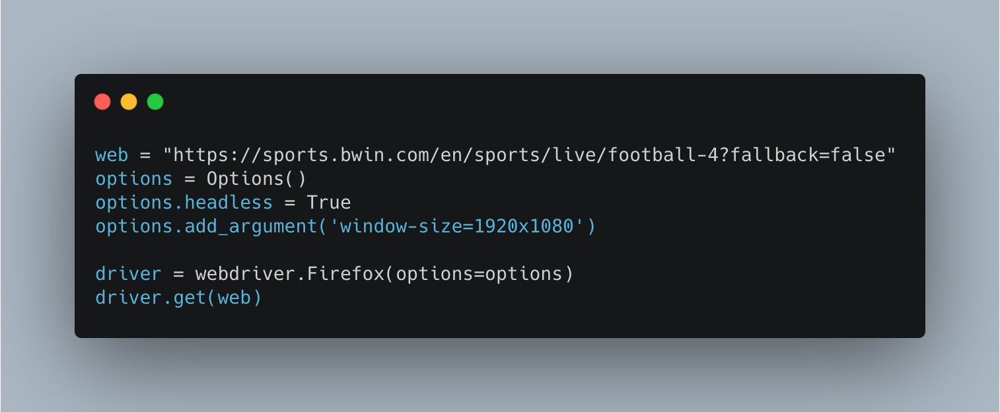 web = "https://sports.bwin.com/en/sports/live/football-4?fallback=false"
options = Options()
options.headless = True
options.add_argument('window-size=1920x1080')
driver = webdriver.Firefox(options=options)
driver.get(web)